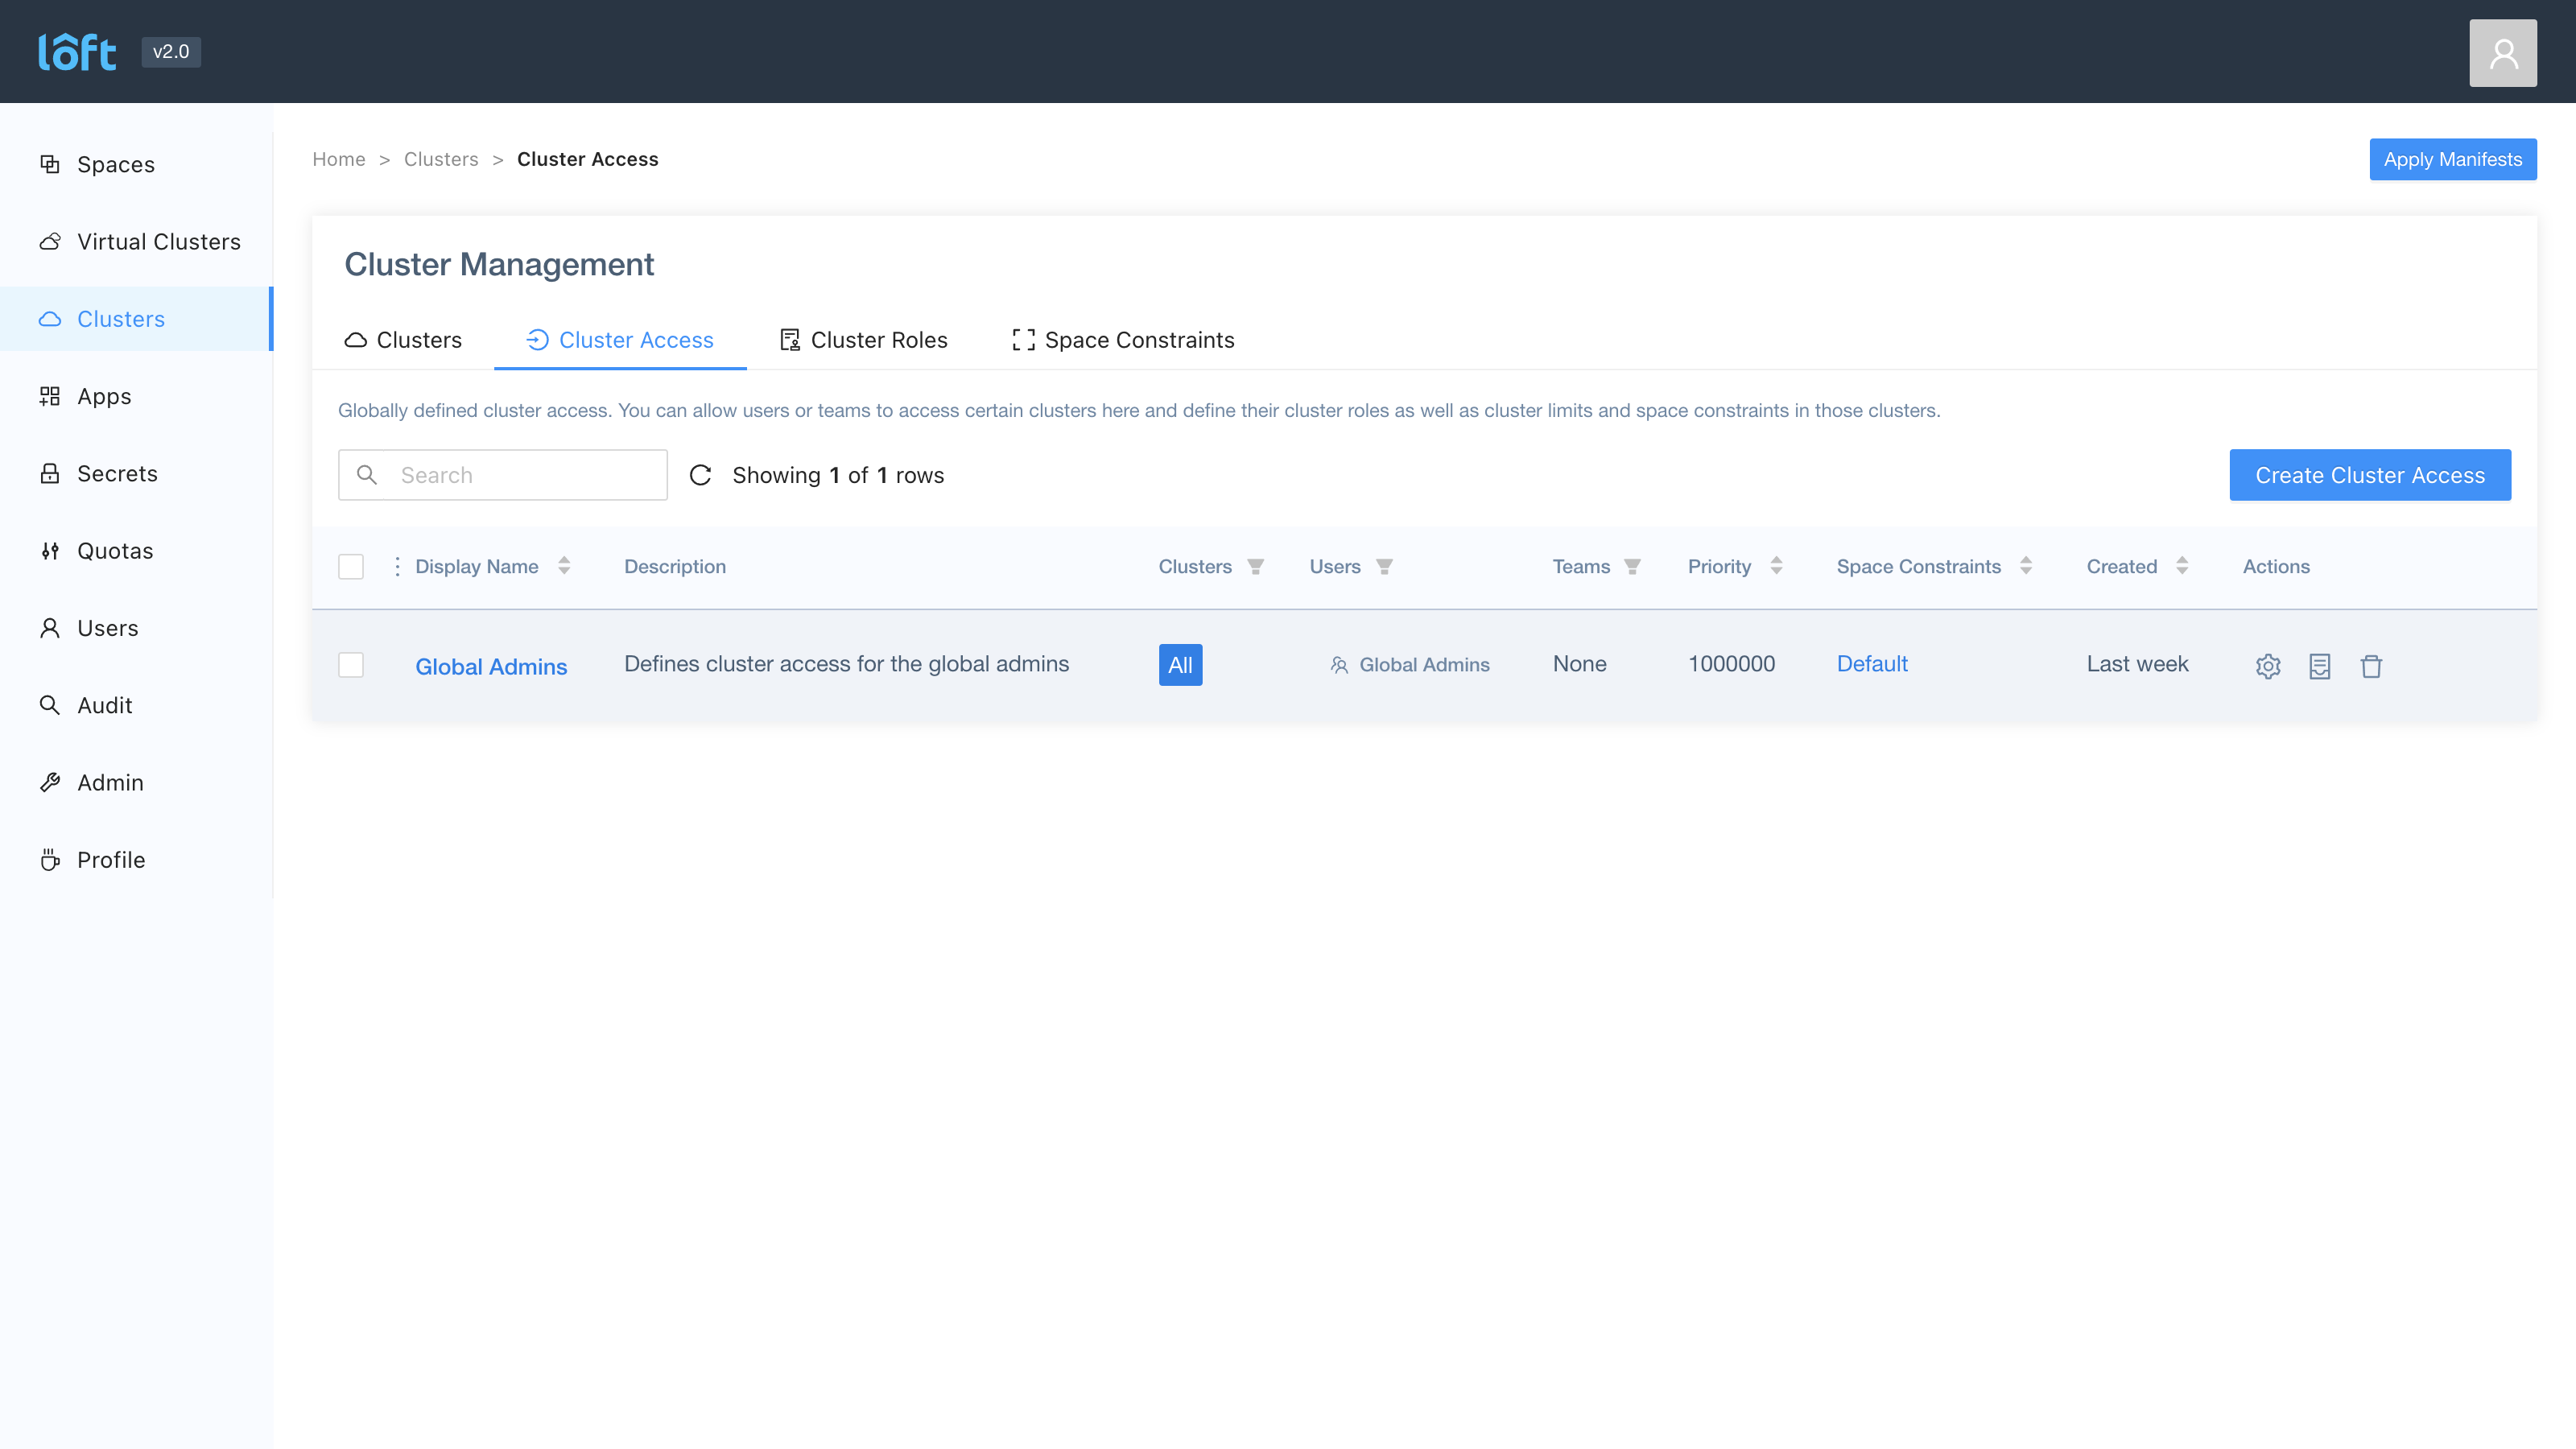 lôft v2.0
Home > Clusters > Cluster Access
Apply Manifests
Spaces
Virtual Clusters
Clusters
Apps
Secrets
Quotas
Users
Audit
Admin
Profile
Cluster Management
Clusters Cluster Access Cluster Roles Space Constraints
Globally defined cluster access. You can allow users or teams to access certain clusters here and define their cluster roles as well as cluster limits and space constraints in those clusters.
Search Showing 1 of 1 rows Create Cluster Access
Display Name Description Clusters Users Teams Priority Space Constraints Created Actions
Global Admins Defines cluster access for the global admins All Global Admins None 1000000 Default Last week